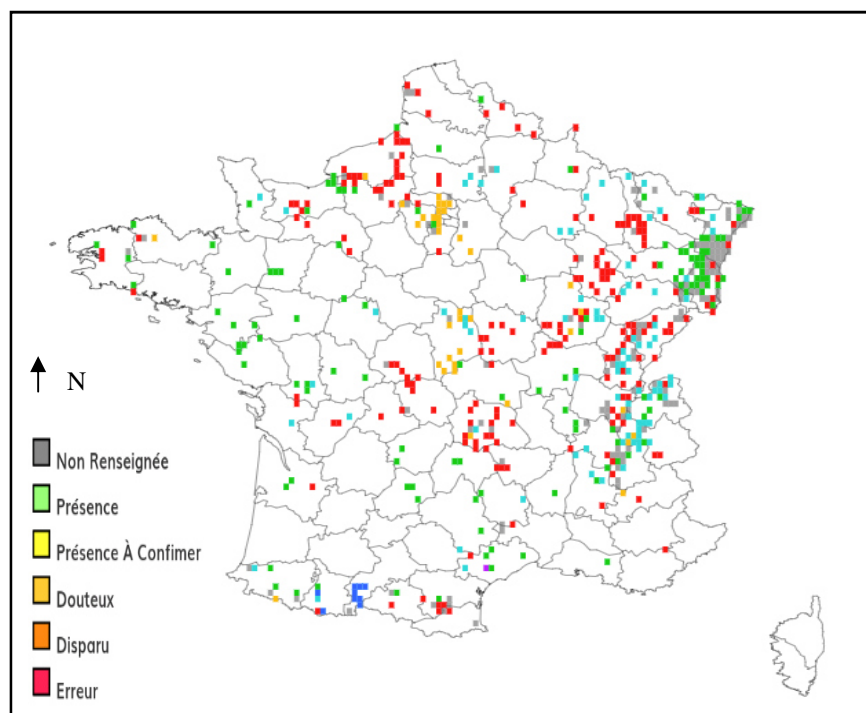 N
Non Renseignée
Présence
Présence À Confimer
Douteux
Disparu
Erreur